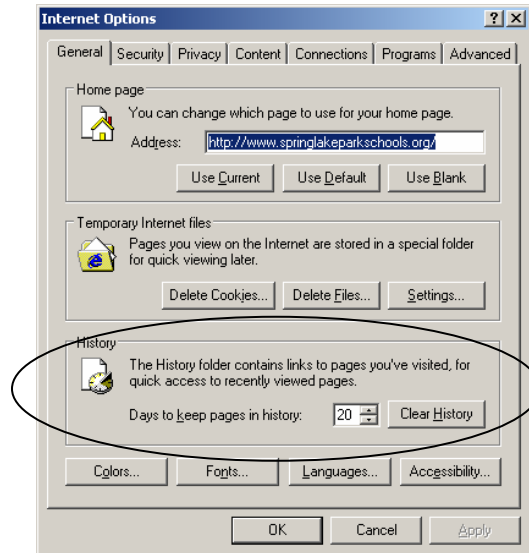 Internet Options
General Security Privacy Content Connections Programs Advanced
Home page
You can change which page to use for your home page.
Address: http://www.springlakeparkschools.org/
Use Current Use Default Use Blank
Temporary Internet files
Pages you view on the Internet are stored in a special folder
for quick viewing later.
Delete Cookies... Delete Files... Settings...
History
The History folder contains links to pages you've visited, for
quick access to recently viewed pages.
Days to keep pages in history: 20 Clear History
Colors... Fonts... Languages... Accessibility...
OK Cancel Apply